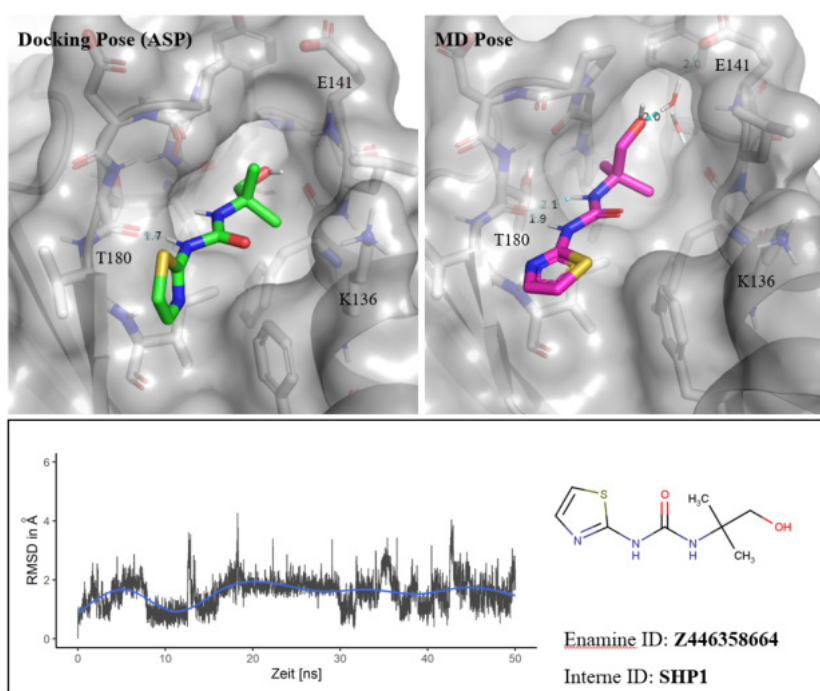 Docking Pose (ASP)
E141
1.7
T180
K136
MD Pose
E141
2.0
2.0
2.1
1.9
T180
K136
6
4
2
0
RMSD in Å
0
10
20
30
40
50
Zeit [ns]
S
N
N
H
O
N
H
H₃C
CH₃
OH
Enamine ID: Z446358664
Interne ID: SHP1